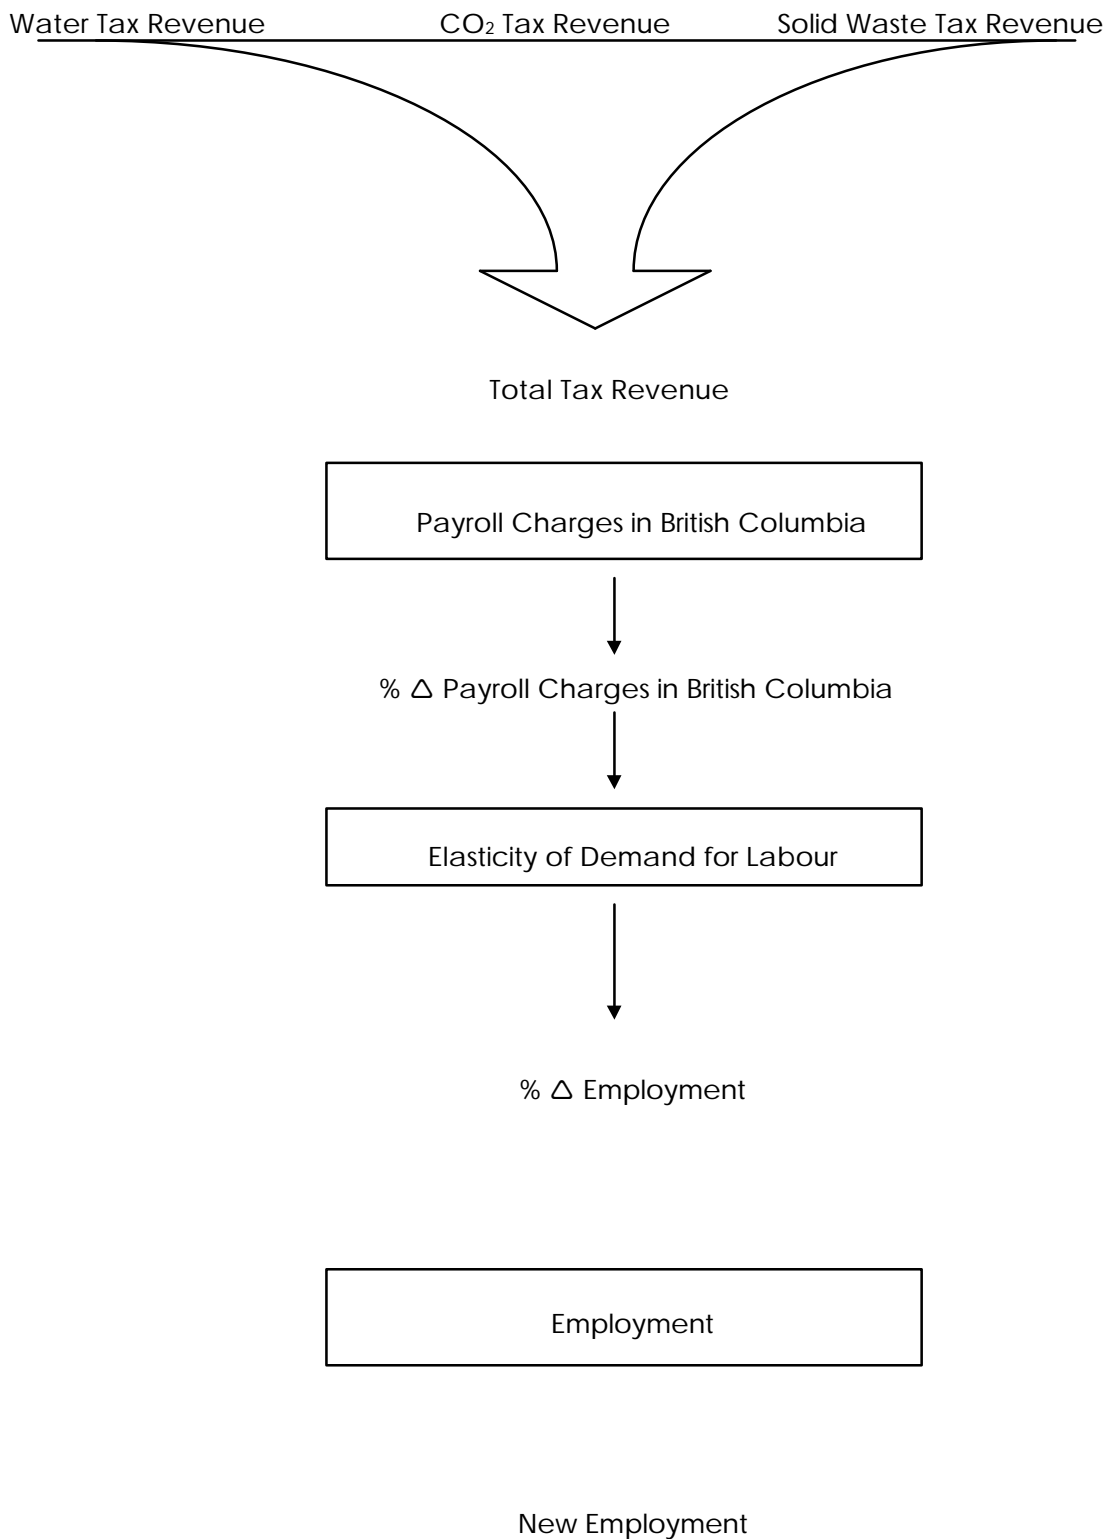 Water Tax Revenue CO₂ Tax Revenue Solid Waste Tax Revenue
Total Tax Revenue
Payroll Charges in British Columbia
% △ Payroll Charges in British Columbia
Elasticity of Demand for Labour
% △ Employment
Employment
New Employment